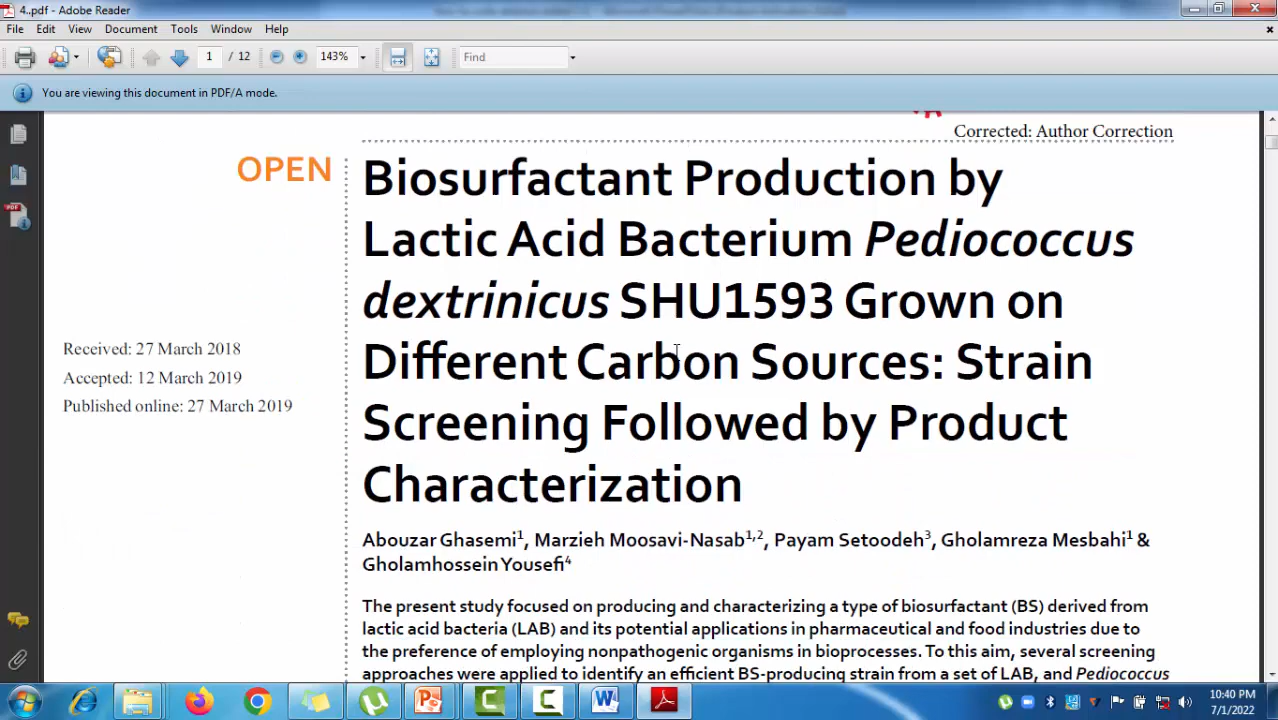 4..pdf - Adobe Reader
File Edit View Document Tools Window Help
1 / 12 143% Find
You are viewing this document in PDF/A mode.
Corrected: Author Correction
OPEN
Biosurfactant Production by
Lactic Acid Bacterium Pediococcus
dextrinicus SHU1593 Grown on
Different Carbon Sources: Strain
Screening Followed by Product
Characterization
Received: 27 March 2018
Accepted: 12 March 2019
Published online: 27 March 2019
Abouzar Ghasemi1, Marzieh Moosavi-Nasab1,2, Payam Setoodeh3, Gholamreza Mesbahi1 &
Gholamhossein Yousefi4
The present study focused on producing and characterizing a type of biosurfactant (BS) derived from
lactic acid bacteria (LAB) and its potential applications in pharmaceutical and food industries due to
the preference of employing nonpathogenic organisms in bioprocesses. To this aim, several screening
approaches were applied to identify an efficient BS-producing strain from a set of LAB, and Pediococcus
10:40 PM
7/1/2022